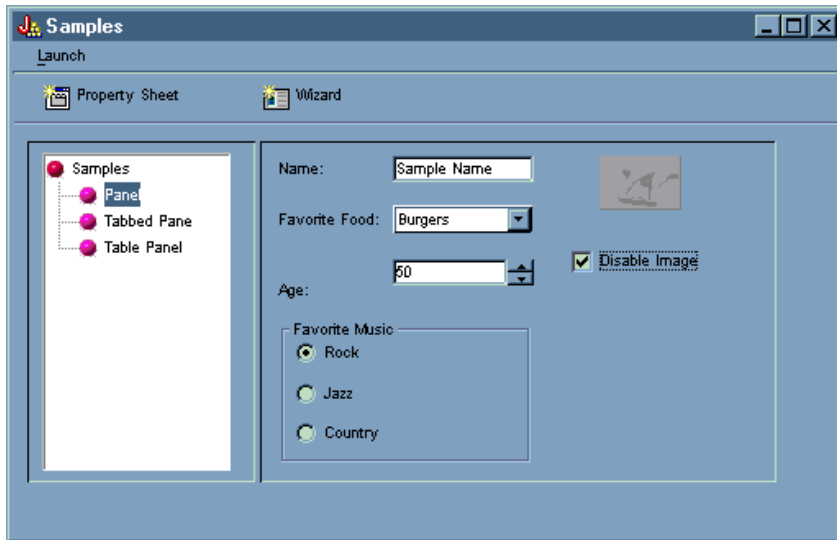 Samples
Launch
Property Sheet
Wizard
Samples
Panel
Tabbed Pane
Table Panel
Name:
Sample Name
Favorite Food:
Burgers
Disable Image
Age:
50
Favorite Music
Rock
Jazz
Country